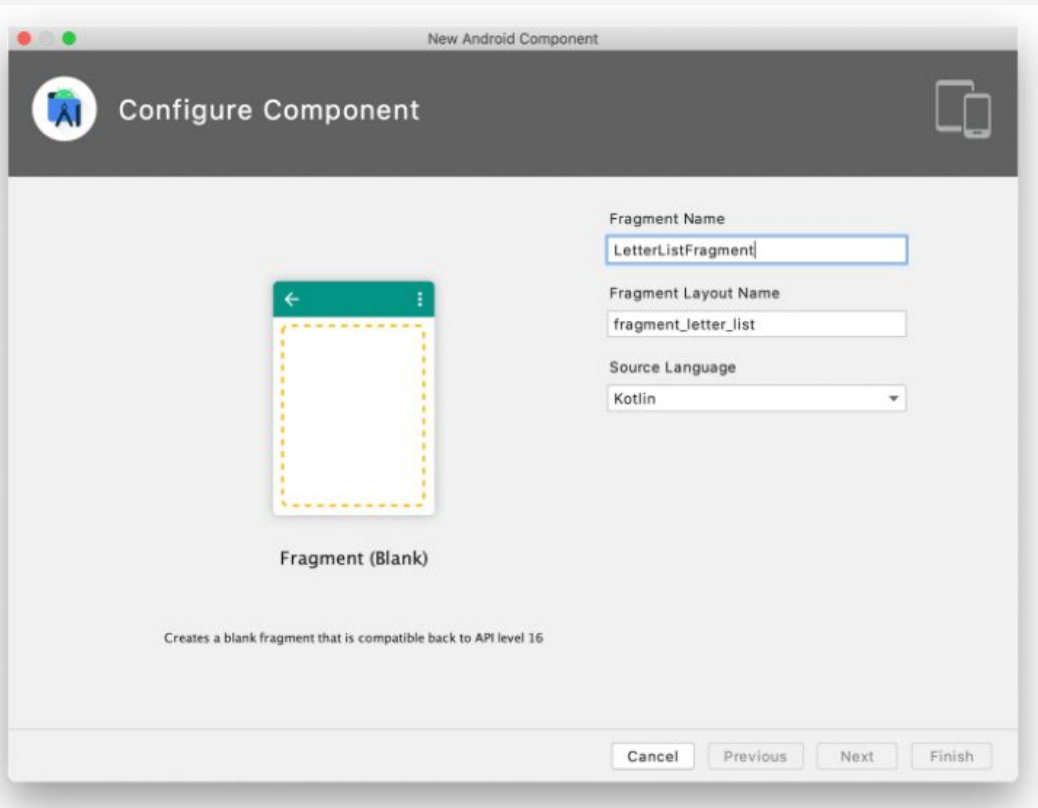 New Android Component
Configure Component
Fragment Name
LetterListFragment
Fragment Layout Name
fragment_letter_list
Source Language
Kotlin
Fragment (Blank)
Creates a blank fragment that is compatible back to API level 16
Cancel
Previous
Next
Finish